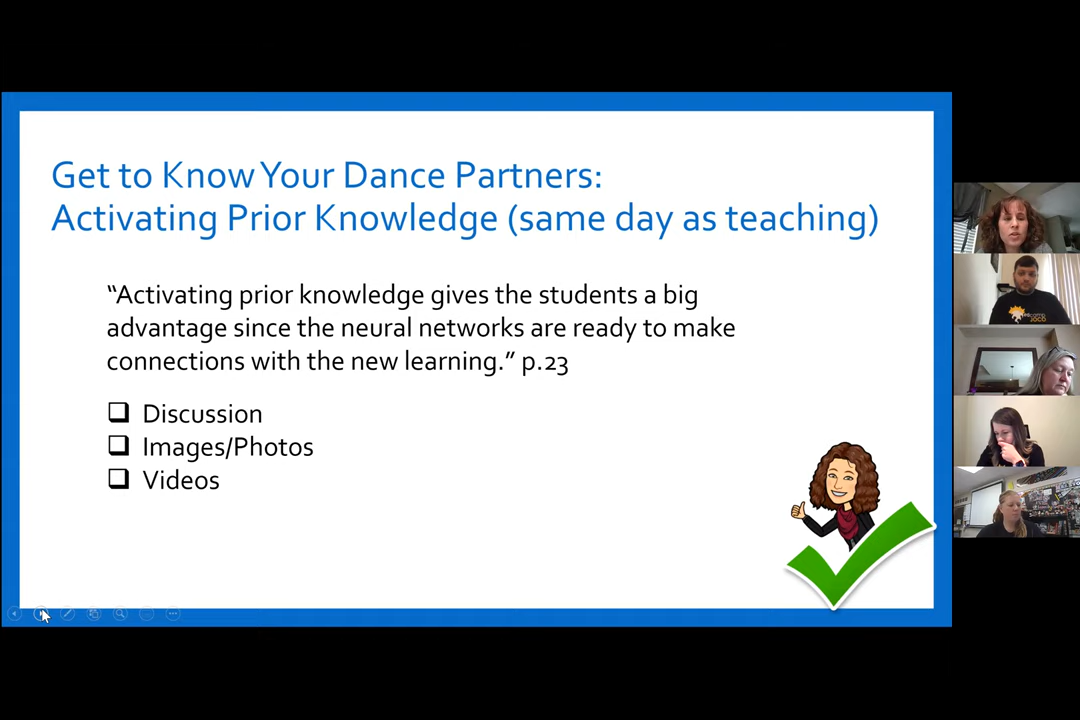 Get to Know Your Dance Partners:
Activating Prior Knowledge (same day as teaching)
“Activating prior knowledge gives the students a big
advantage since the neural networks are ready to make
connections with the new learning.” p.23
Discussion
Images/Photos
Videos